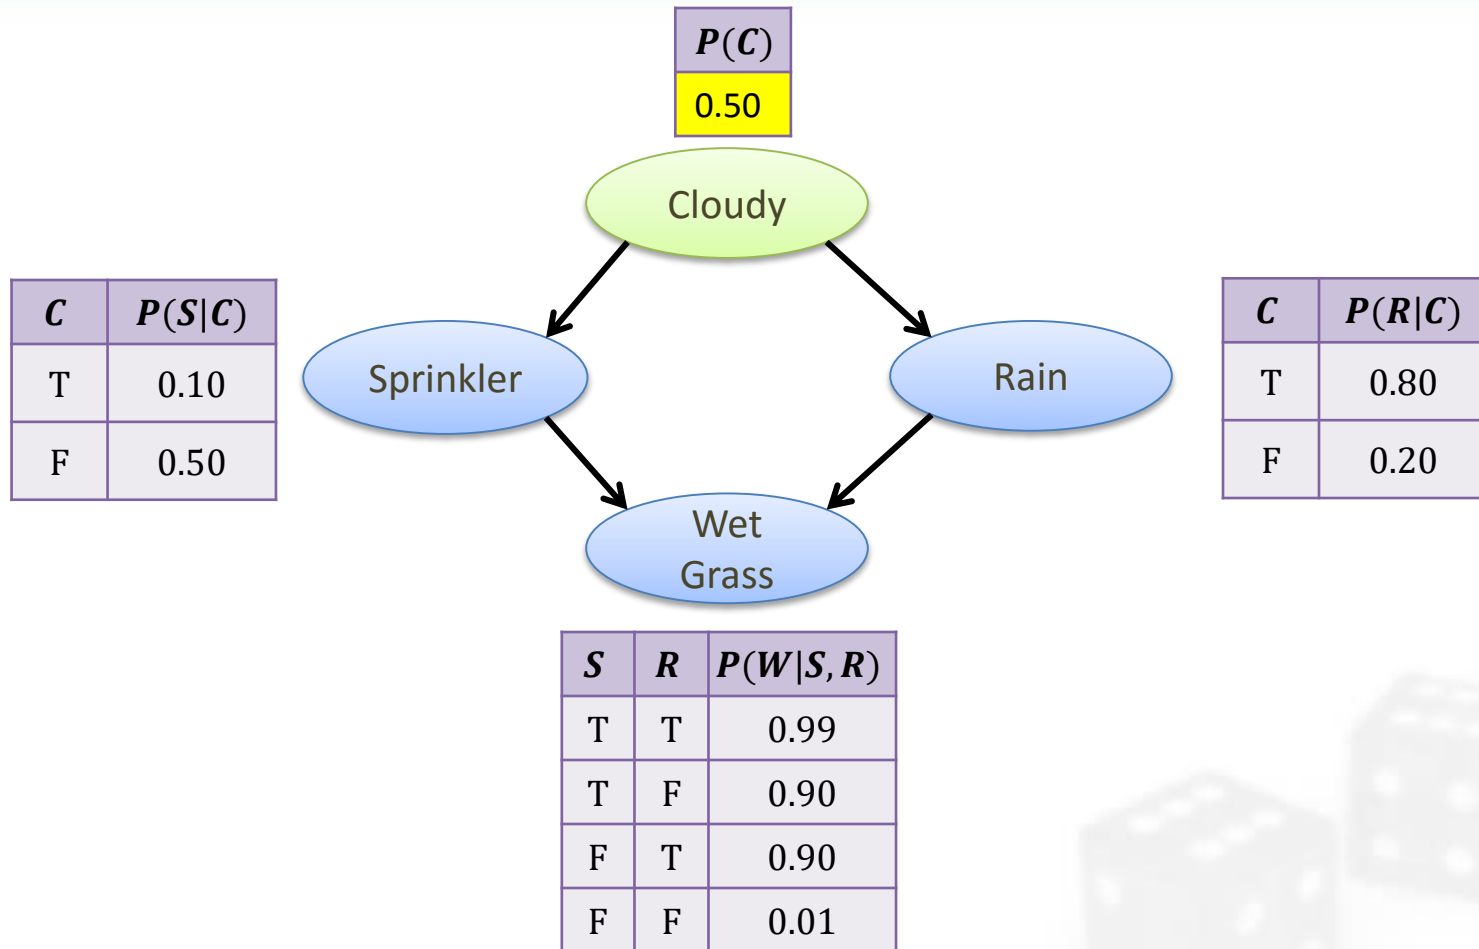 P(C)
0.50
Cloudy
C P(S|C)
T 0.10
F 0.50
Sprinkler
Rain
C P(R|C)
T 0.80
F 0.20
Wet
Grass
S R P(W|S, R)
T T 0.99
T F 0.90
F T 0.90
F F 0.01